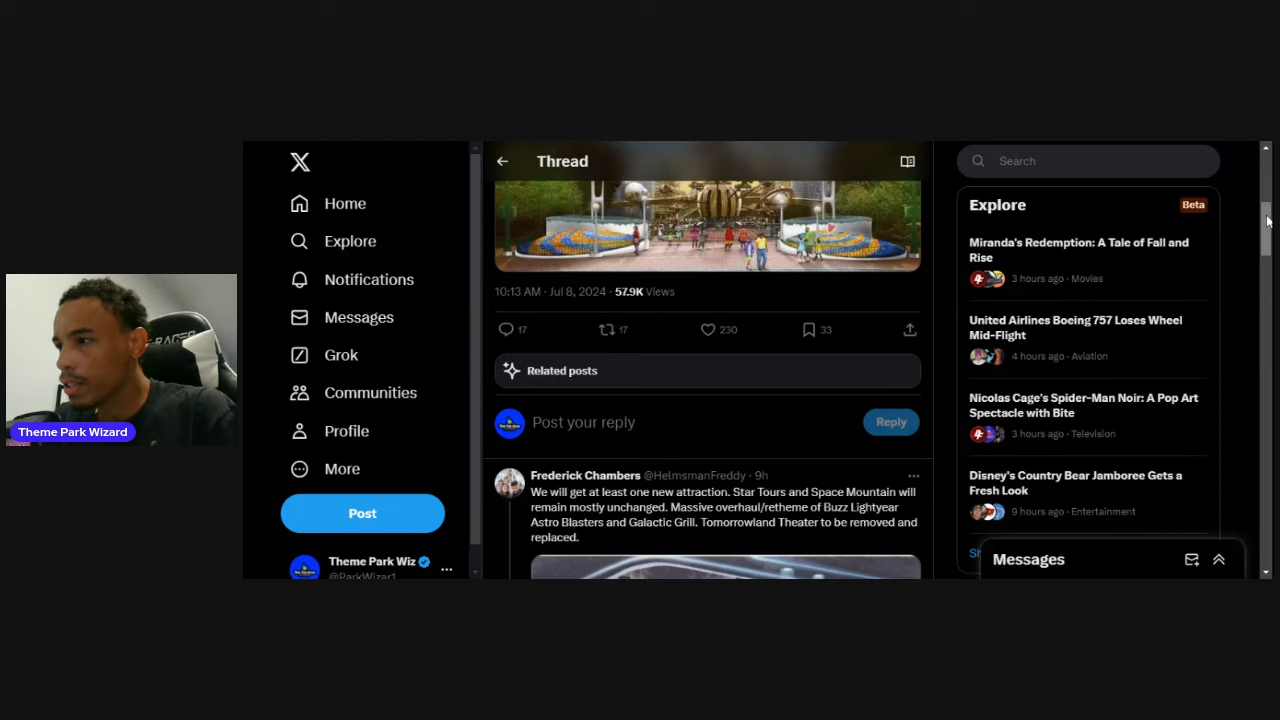 Theme Park Wizard
Home
Explore
Notifications
Messages
Grok
Communities
Profile
More
Post
Theme Park Wiz
@ParkWizar1
Thread
10:13 AM · Jul 8, 2024 · 57.9K Views
17
17
230
33
Related posts
Post your reply
Reply
Frederick Chambers @HelmsmanFreddy · 9h
We will get at least one new attraction. Star Tours and Space Mountain will
remain mostly unchanged. Massive overhaul/retheme of Buzz Lightyear
Astro Blasters and Galactic Grill. Tomorrowland Theater to be removed and
replaced.
Search
Explore
Beta
Miranda's Redemption: A Tale of Fall and
Rise
3 hours ago · Movies
United Airlines Boeing 757 Loses Wheel
Mid-Flight
4 hours ago · Aviation
Nicolas Cage's Spider-Man Noir: A Pop Art
Spectacle with Bite
3 hours ago · Television
Disney's Country Bear Jamboree Gets a
Fresh Look
9 hours ago · Entertainment
Messages